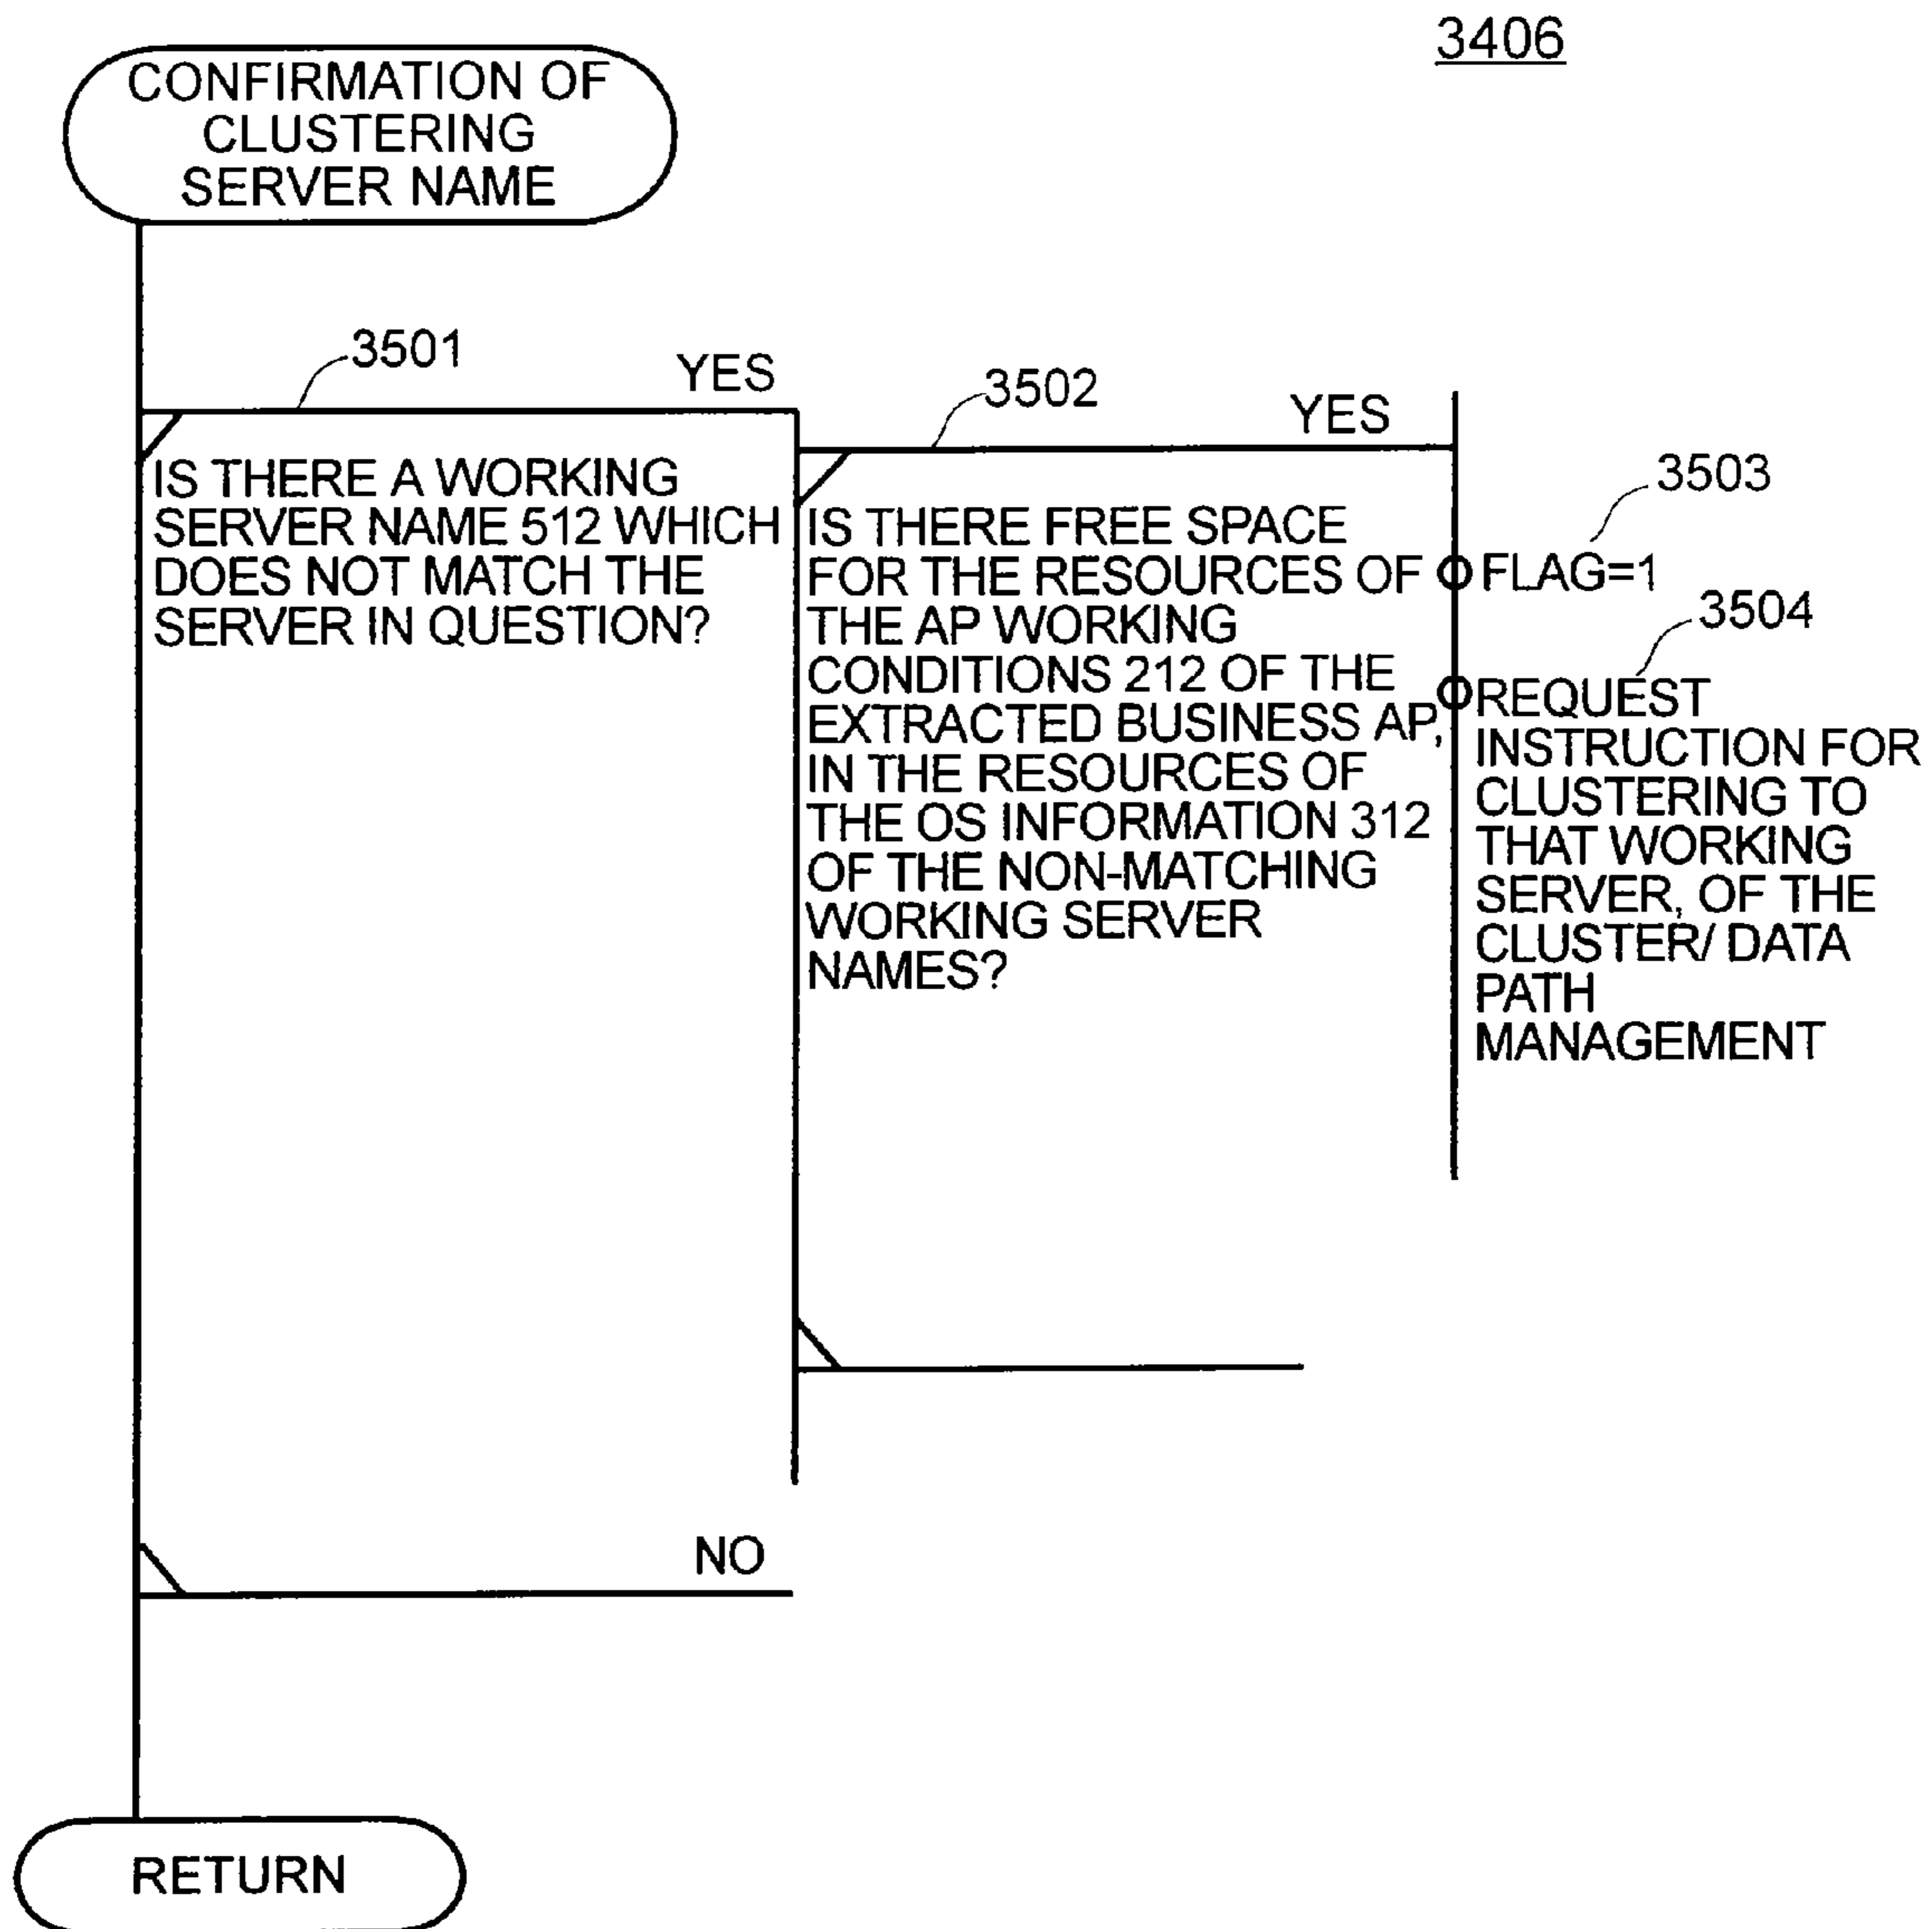 3406
CONFIRMATION OF
CLUSTERING
SERVER NAME
3501
YES
IS THERE A WORKING
SERVER NAME 512 WHICH
DOES NOT MATCH THE
SERVER IN QUESTION?
3502
YES
IS THERE FREE SPACE
FOR THE RESOURCES OF
THE AP WORKING
CONDITIONS 212 OF THE
EXTRACTED BUSINESS AP,
IN THE RESOURCES OF
THE OS INFORMATION 312
OF THE NON-MATCHING
WORKING SERVER
NAMES?
3503
FLAG=1
3504
REQUEST
INSTRUCTION FOR
CLUSTERING TO
THAT WORKING
SERVER, OF THE
CLUSTER/ DATA
PATH
MANAGEMENT
NO
RETURN